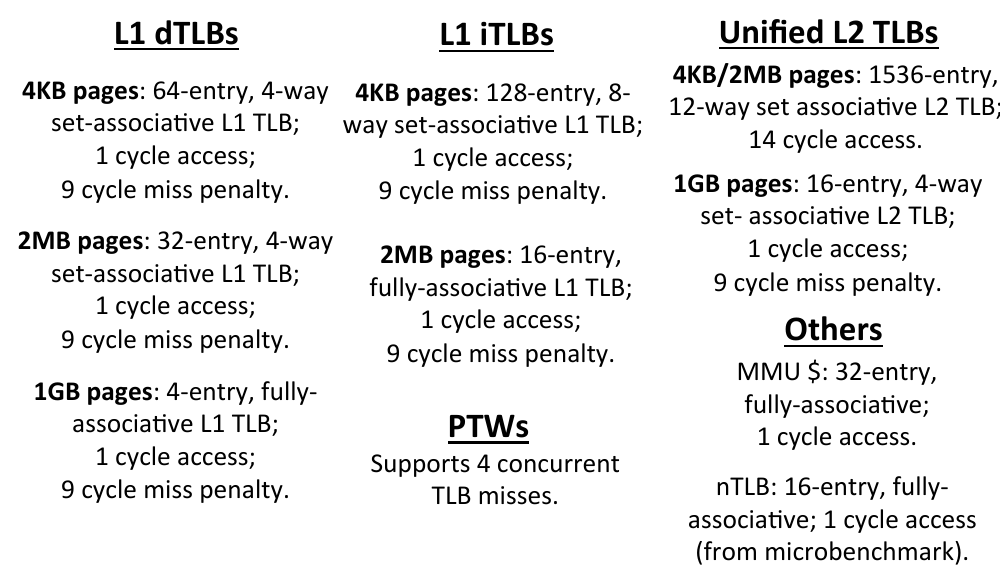 L1 dTLBs
4KB pages: 64-entry, 4-way
set-associative L1 TLB;
1 cycle access;
9 cycle miss penalty.
2MB pages: 32-entry, 4-way
set-associative L1 TLB;
1 cycle access;
9 cycle miss penalty.
1GB pages: 4-entry, fully-
associative L1 TLB;
1 cycle access;
9 cycle miss penalty.
L1 iTLBs
4KB pages: 128-entry, 8-
way set-associative L1 TLB;
1 cycle access;
9 cycle miss penalty.
2MB pages: 16-entry,
fully-associative L1 TLB;
1 cycle access;
9 cycle miss penalty.
PTWs
Supports 4 concurrent
TLB misses.
Unified L2 TLBs
4KB/2MB pages: 1536-entry,
12-way set associative L2 TLB;
14 cycle access.
1GB pages: 16-entry, 4-way
set- associative L2 TLB;
1 cycle access;
9 cycle miss penalty.
Others
MMU $: 32-entry,
fully-associative;
1 cycle access.
nTLB: 16-entry, fully-
associative; 1 cycle access
(from microbenchmark).